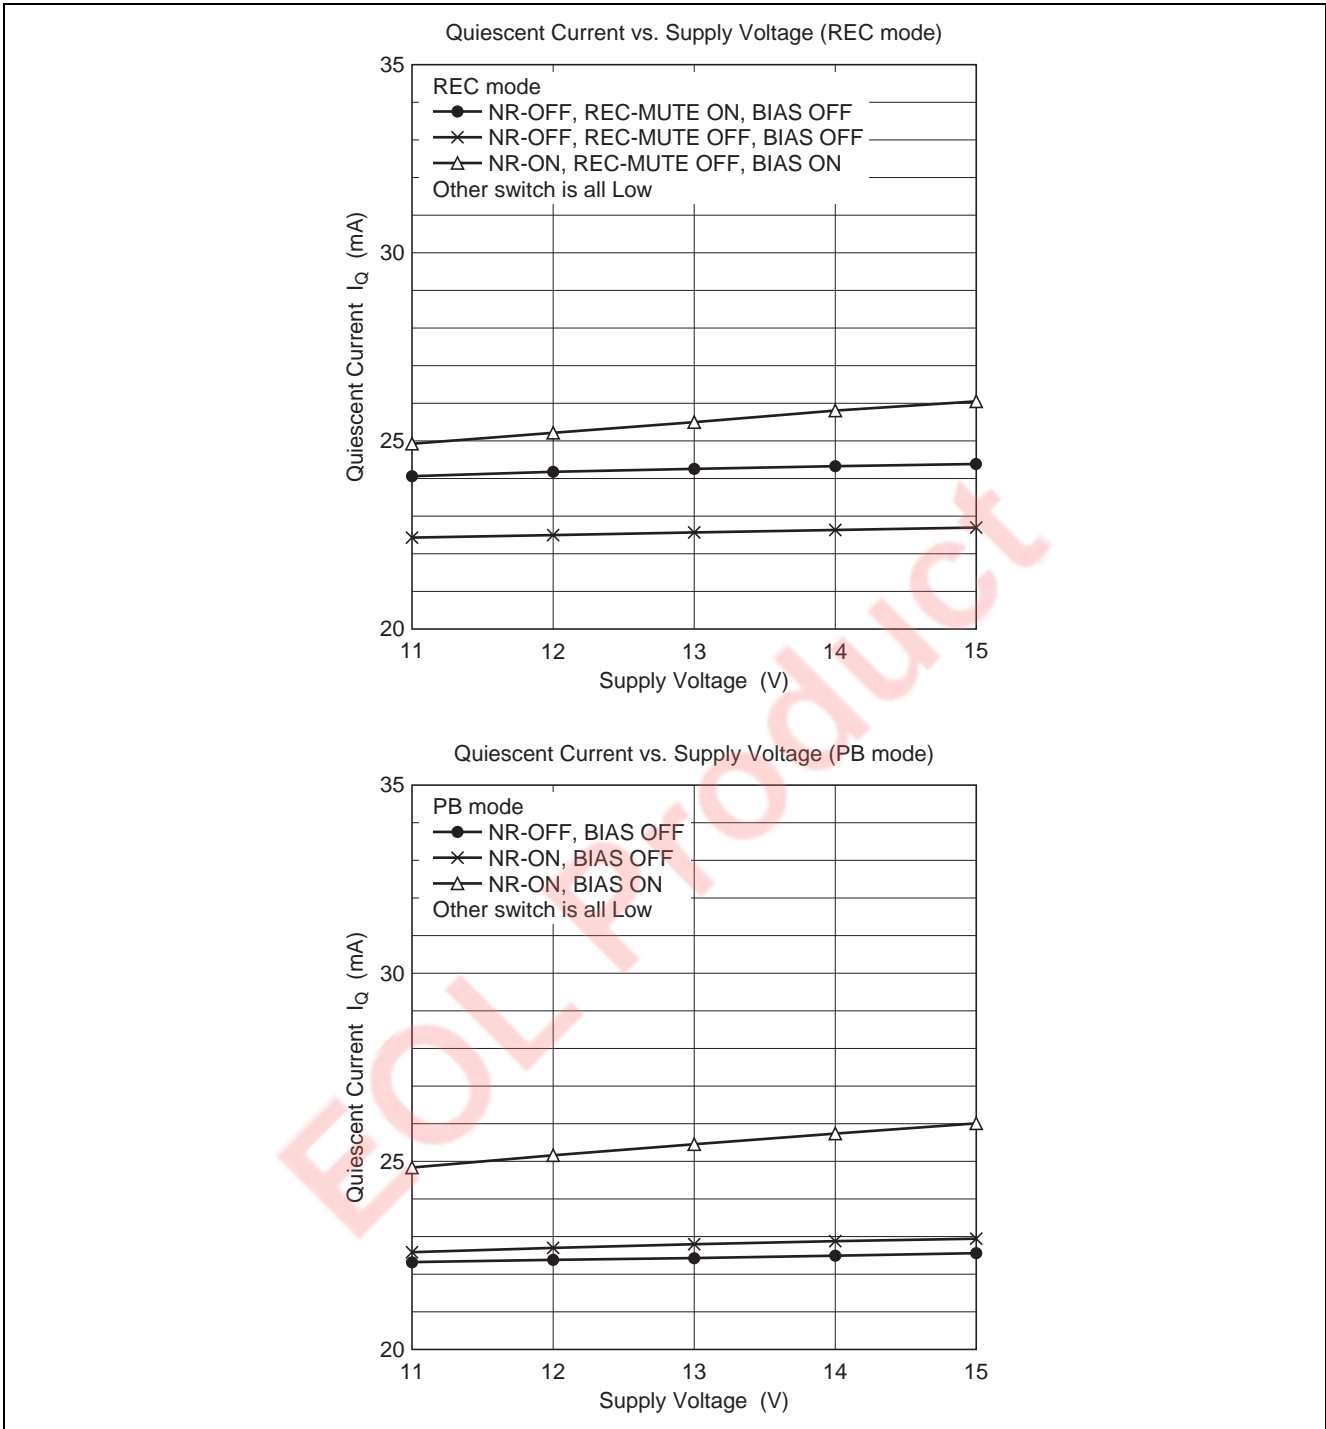 Quiescent Current vs. Supply Voltage (REC mode)
35
REC mode
NR-OFF, REC-MUTE ON, BIAS OFF
NR-OFF, REC-MUTE OFF, BIAS OFF
NR-ON, REC-MUTE OFF, BIAS ON
Other switch is all Low
30
Quiescent Current IQ (mA)
25
20
11 12 13 14 15
Supply Voltage (V)
Quiescent Current vs. Supply Voltage (PB mode)
35
PB mode
NR-OFF, BIAS OFF
NR-ON, BIAS OFF
NR-ON, BIAS ON
Other switch is all Low
30
Quiescent Current IQ (mA)
25
20
11 12 13 14 15
Supply Voltage (V)
EOL Product